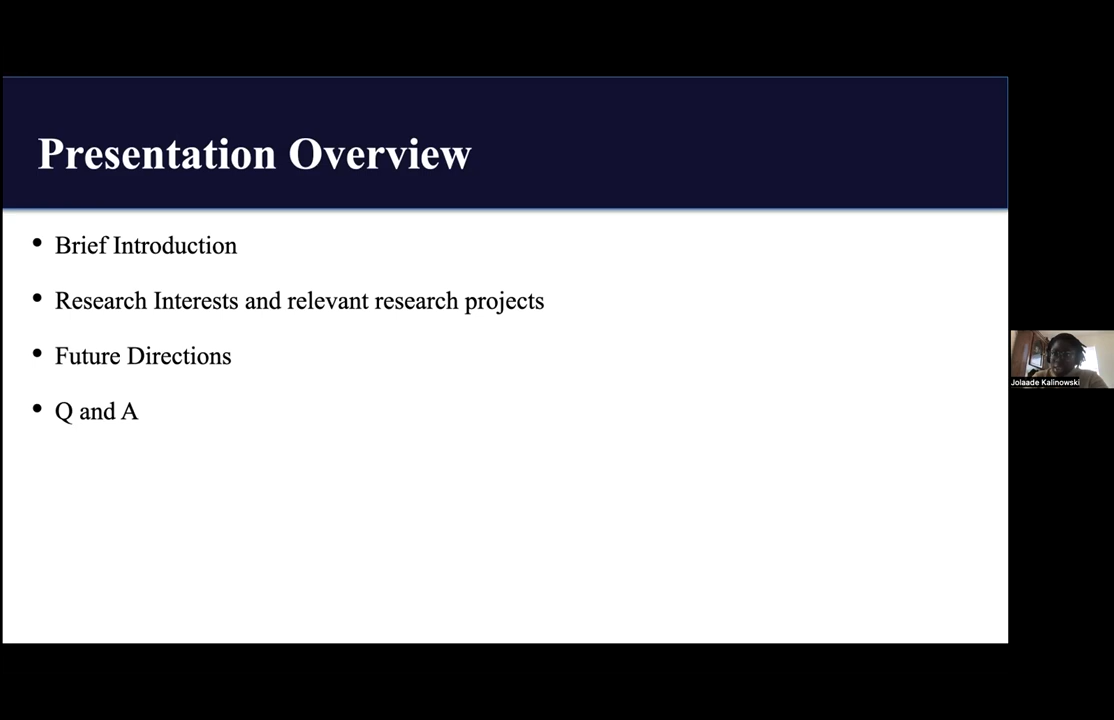 Presentation Overview
Brief Introduction
Research Interests and relevant research projects
Future Directions
Q and A
Jolaade Kalinowski